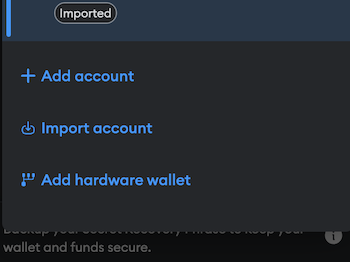 Imported
Add account
Import account
Add hardware wallet
Backup your Secret Recovery Phrase to keep your
wallet and funds secure.